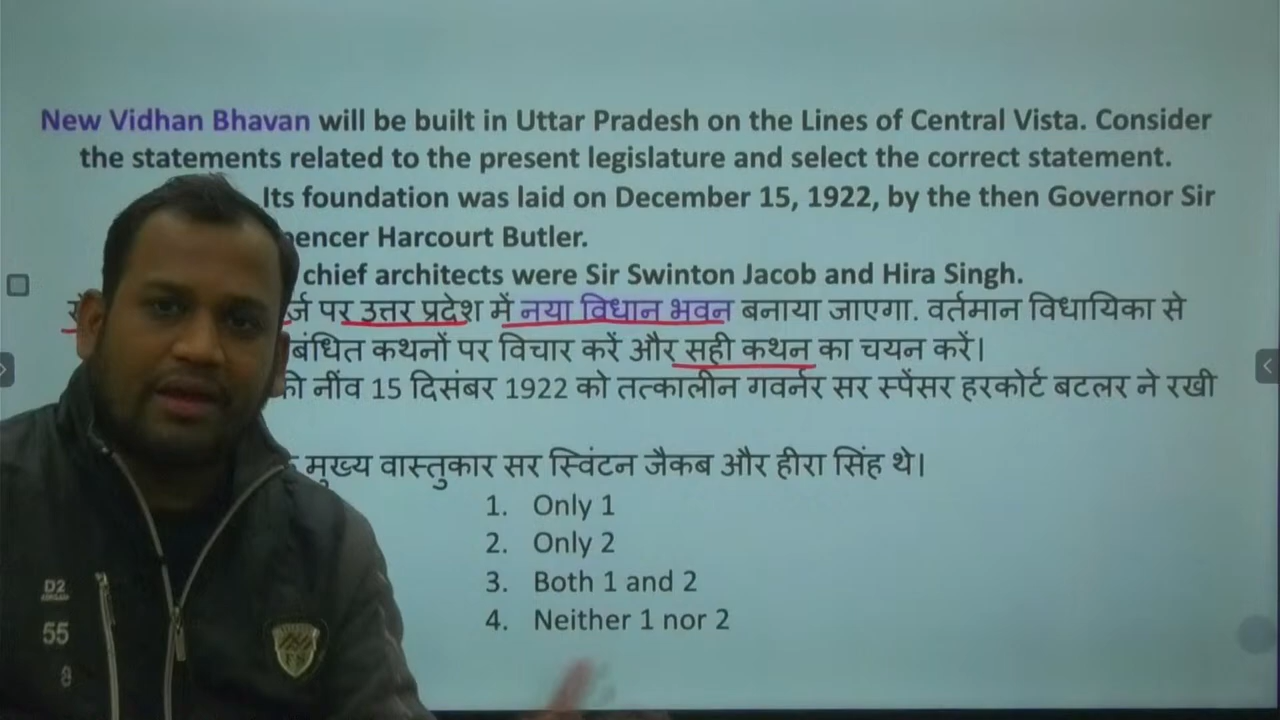 New Vidhan Bhavan will be built in Uttar Pradesh on the Lines of Central Vista. Consider
the statements related to the present legislature and select the correct statement.
Its foundation was laid on December 15, 1922, by the then Governor Sir
Harcourt Butler.
chief architects were Sir Swinton Jacob and Hira Singh.
पर उत्तर प्रदेश में नया विधान भवन बनाया जाएगा. वर्तमान विधायिका से
कथनों पर विचार करें और सही कथन का चयन करें।
नींव 15 दिसंबर 1922 को तत्कालीन गवर्नर सर स्पेंसर हरकोर्ट बटलर ने रखी
मुख्य वास्तुकार सर स्विंटन जैकब और हीरा सिंह थे।
1. Only 1
2. Only 2
3. Both 1 and 2
4. Neither 1 nor 2
D2
55
8